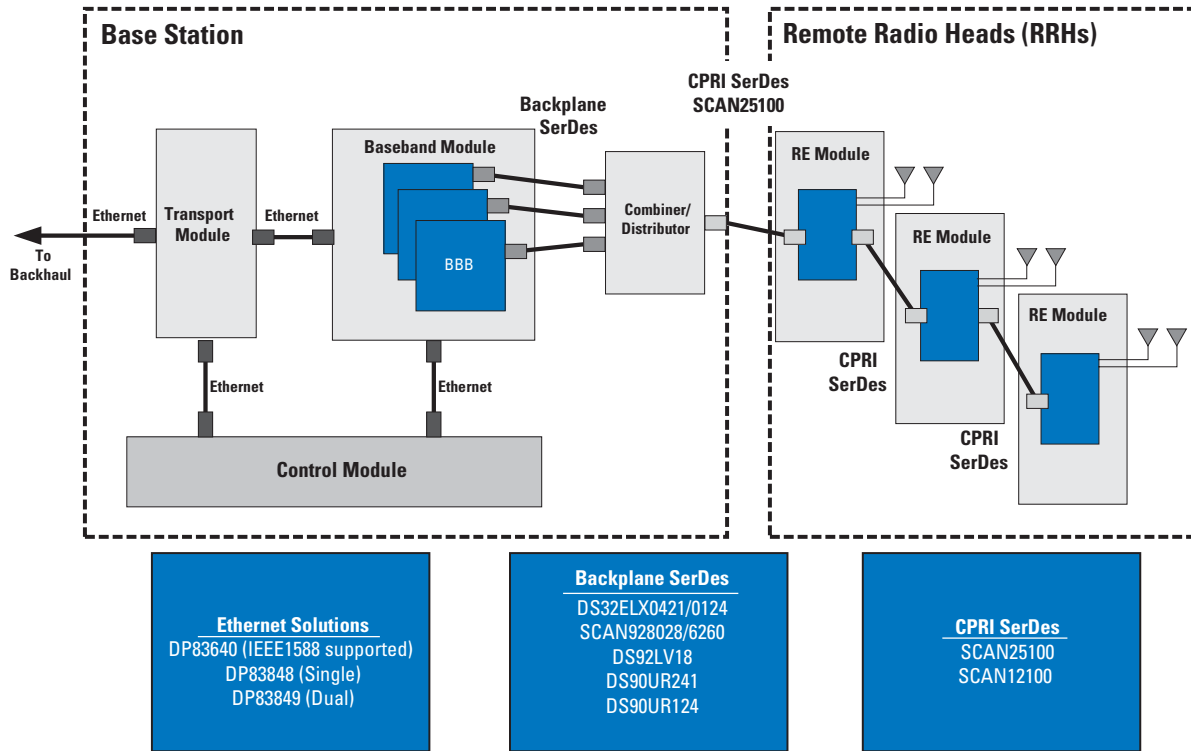 Base Station
Remote Radio Heads (RRHs)
CPRI SerDes
SCAN25100
Backplane
SerDes
Baseband Module
RE Module
Ethernet
Transport
Module
Ethernet
Combiner/
Distributor
To
Backhaul
BBB
RE Module
RE Module
CPRI
SerDes
Ethernet
Ethernet
CPRI
SerDes
Control Module
Ethernet Solutions
DP83640 (IEEE1588 supported)
DP83848 (Single)
DP83849 (Dual)
Backplane SerDes
DS32ELX0421/0124
SCAN928028/6260
DS92LV18
DS90UR241
DS90UR124
CPRI SerDes
SCAN25100
SCAN12100